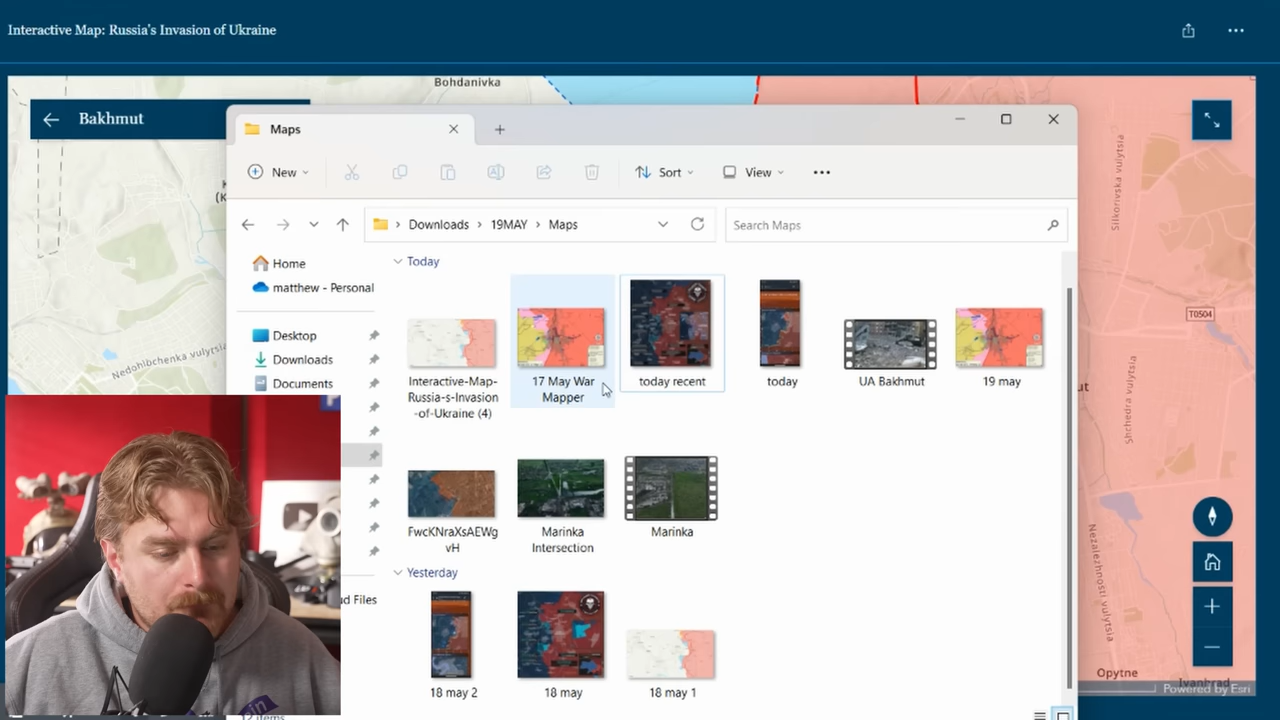 Interactive Map: Russia's Invasion of Ukraine
Bohdanivka
Bakhmut
Maps
New
Sort
View
Downloads
19MAY
Maps
Search Maps
Home
matthew - Personal
Desktop
Downloads
Documents
Today
Interactive-Map-
Russia-s-Invasion
-of-Ukraine (4)
17 May War
Mapper
today recent
today
UA Bakhmut
19 may
FwcKNraXsAEWg
vH
Marinka
Intersection
Marinka
Yesterday
18 may 2
18 may
18 may 1
Nedohibchenka vulytsia
Silkorivska vulytsia
T0504
Shchedra vulytsia
Nezalezhnosti vulytsia
Opytne
Ivanhrad
Powered by Esri